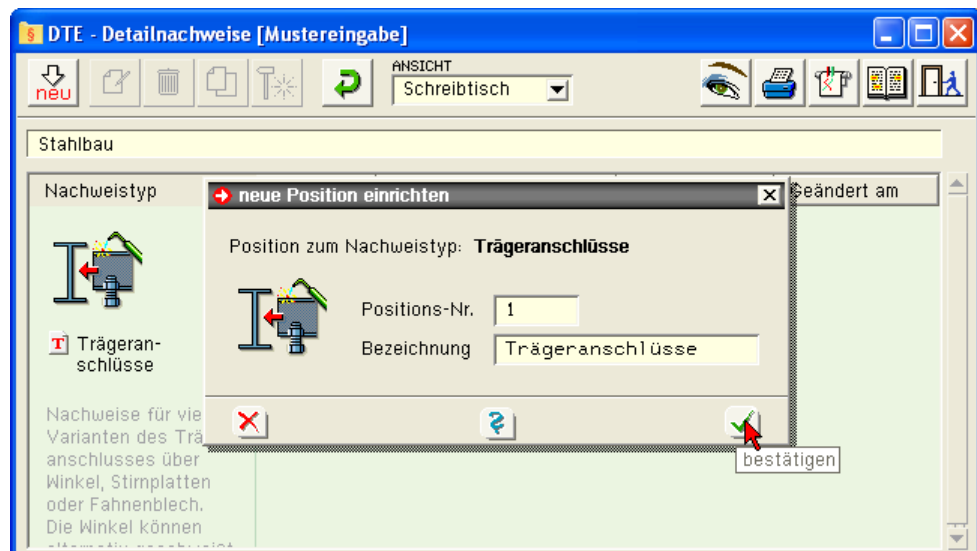 DTE - Detailnachweise [Mustereingabe]
neu
ANSICHT
Schreibtisch
Stahlbau
Nachweistyp
Geändert am
neue Position einrichten
Position zum Nachweistyp: Trägeranschlüsse
Positions-Nr. 1
Bezeichnung Trägeranschlüsse
bestätigen
T Trägeran-
schlüsse
Nachweise für vie
Varianten des Trä
anschlusses über
Winkel, Stirnplatten
oder Fahnenblech.
Die Winkel können